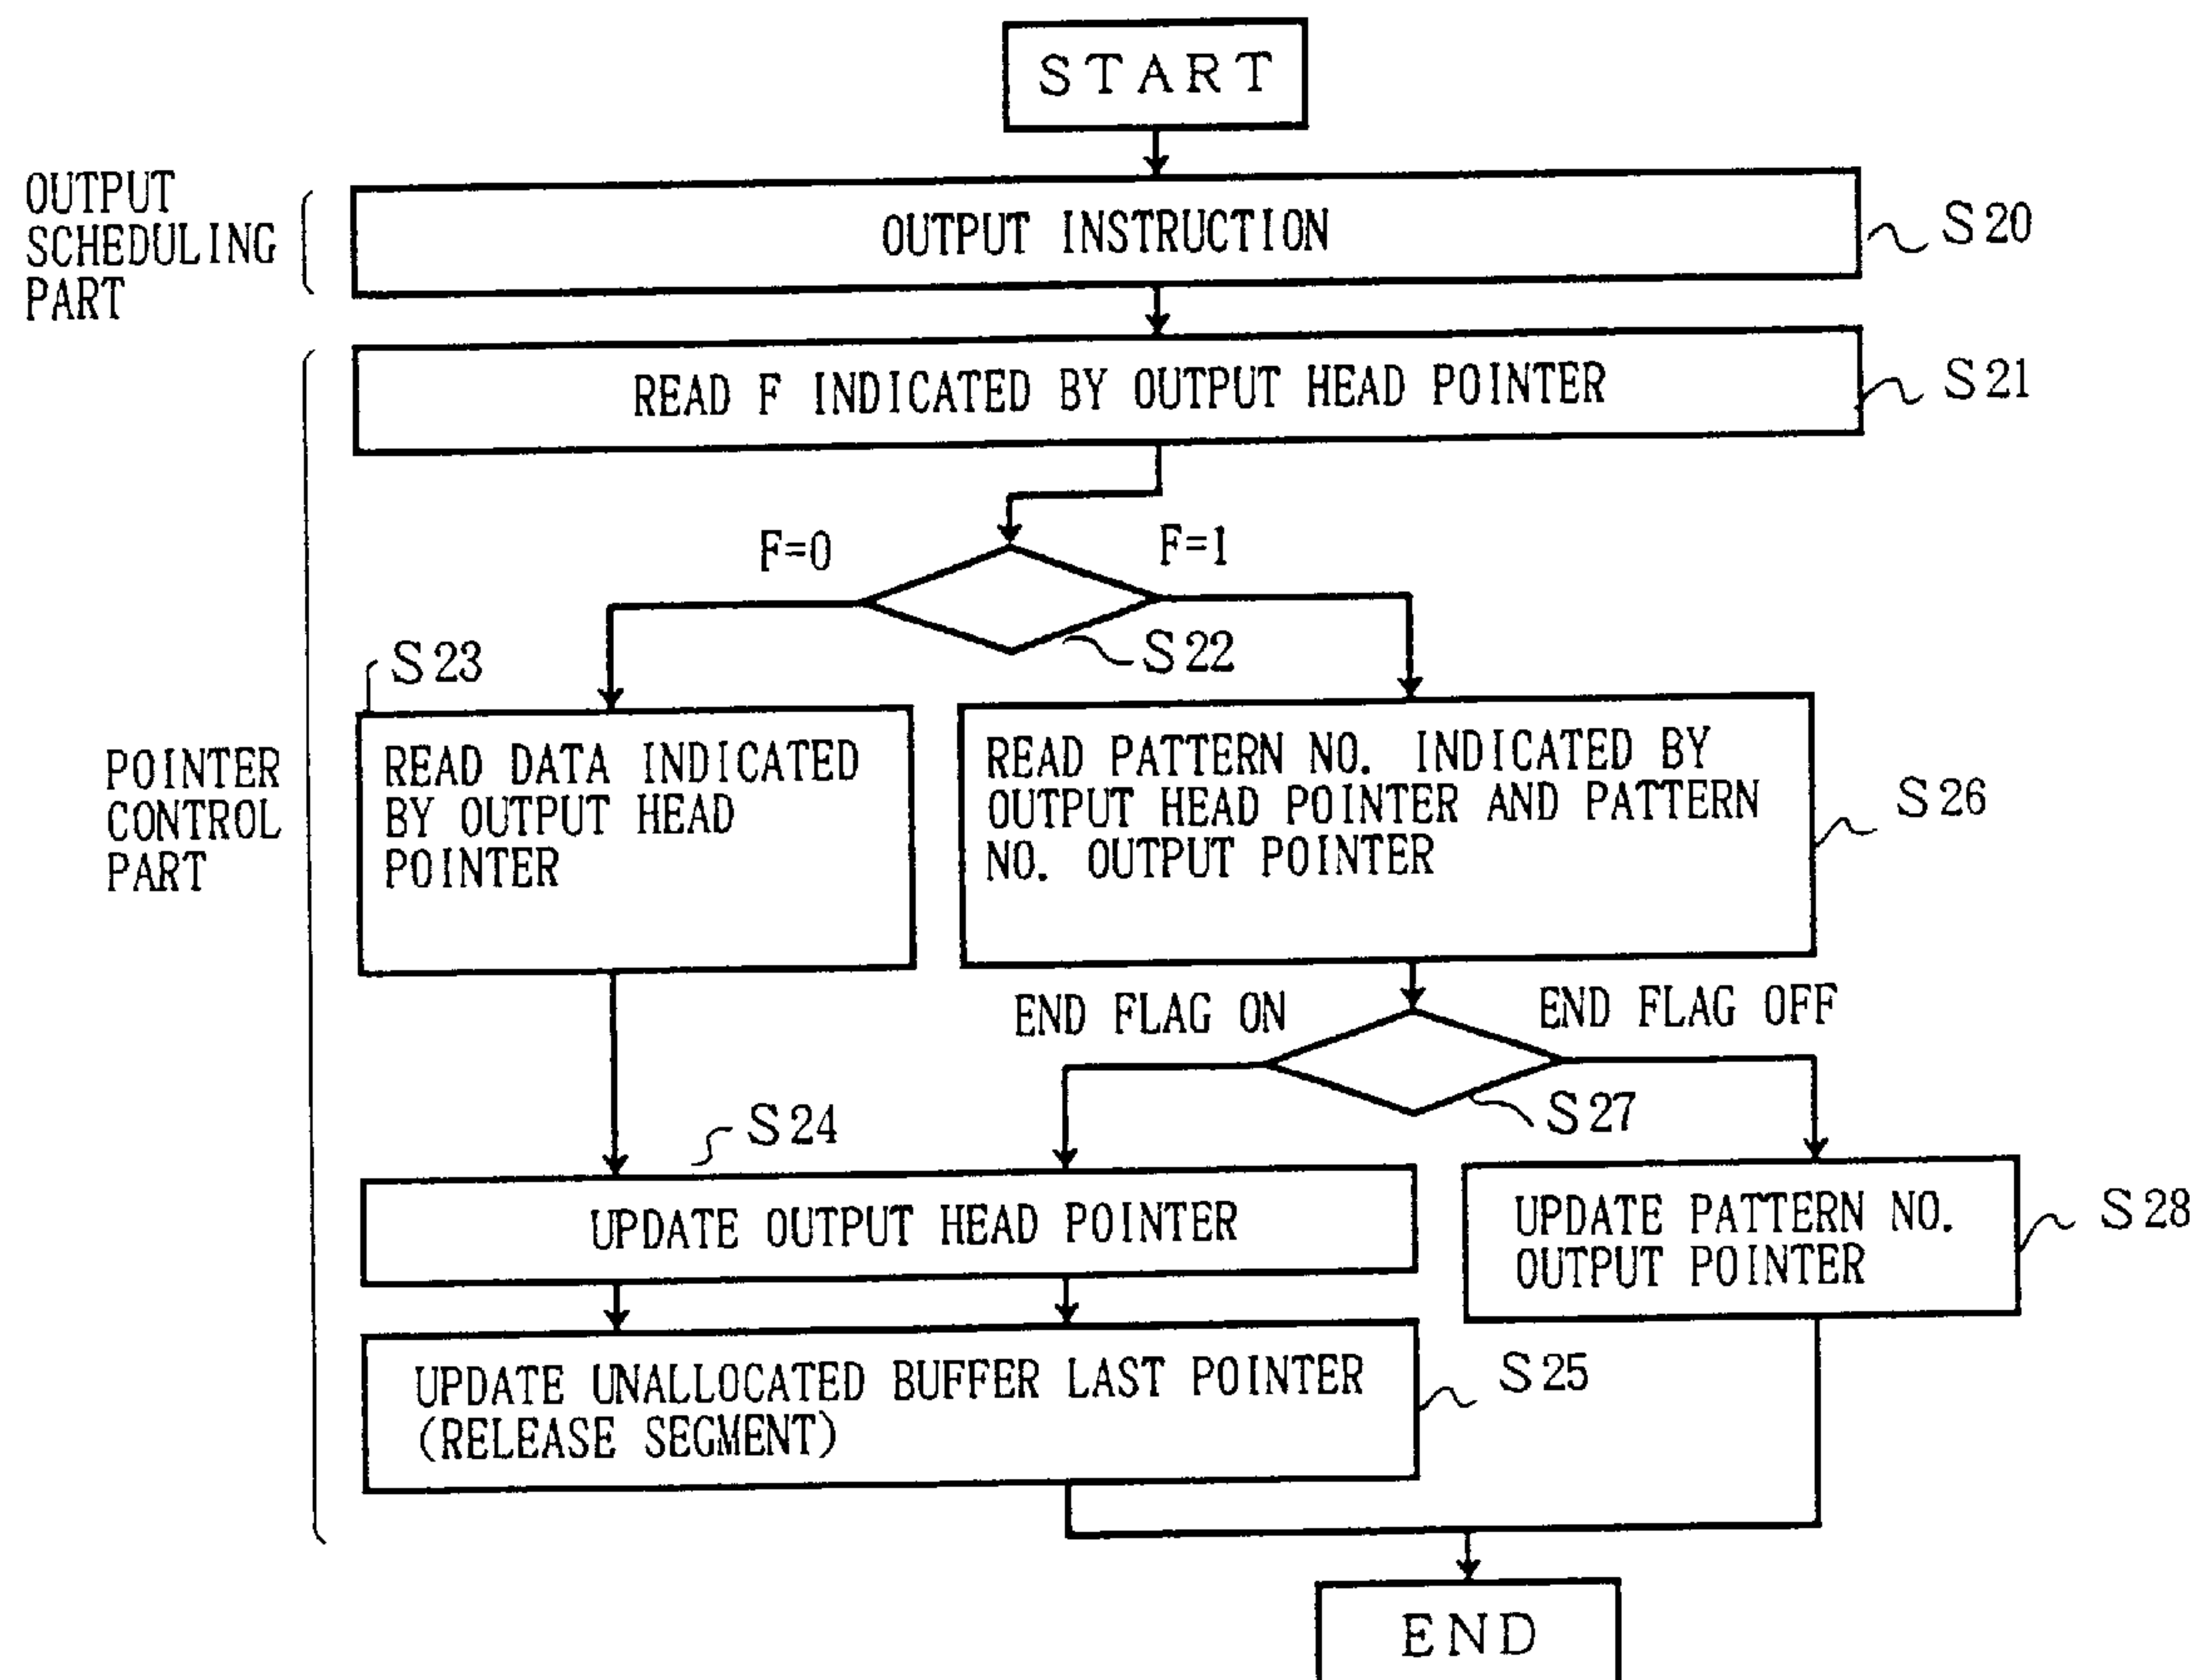 START
OUTPUT
SCHEDULING
PART
OUTPUT INSTRUCTION
S20
READ F INDICATED BY OUTPUT HEAD POINTER
S21
F=0
F=1
S22
S23
POINTER
CONTROL
PART
READ DATA INDICATED
BY OUTPUT HEAD
POINTER
READ PATTERN NO. INDICATED BY
OUTPUT HEAD POINTER AND PATTERN
NO. OUTPUT POINTER
S26
END FLAG ON
END FLAG OFF
S27
S24
UPDATE OUTPUT HEAD POINTER
UPDATE PATTERN NO.
OUTPUT POINTER
S28
UPDATE UNALLOCATED BUFFER LAST POINTER
(RELEASE SEGMENT)
S25
END